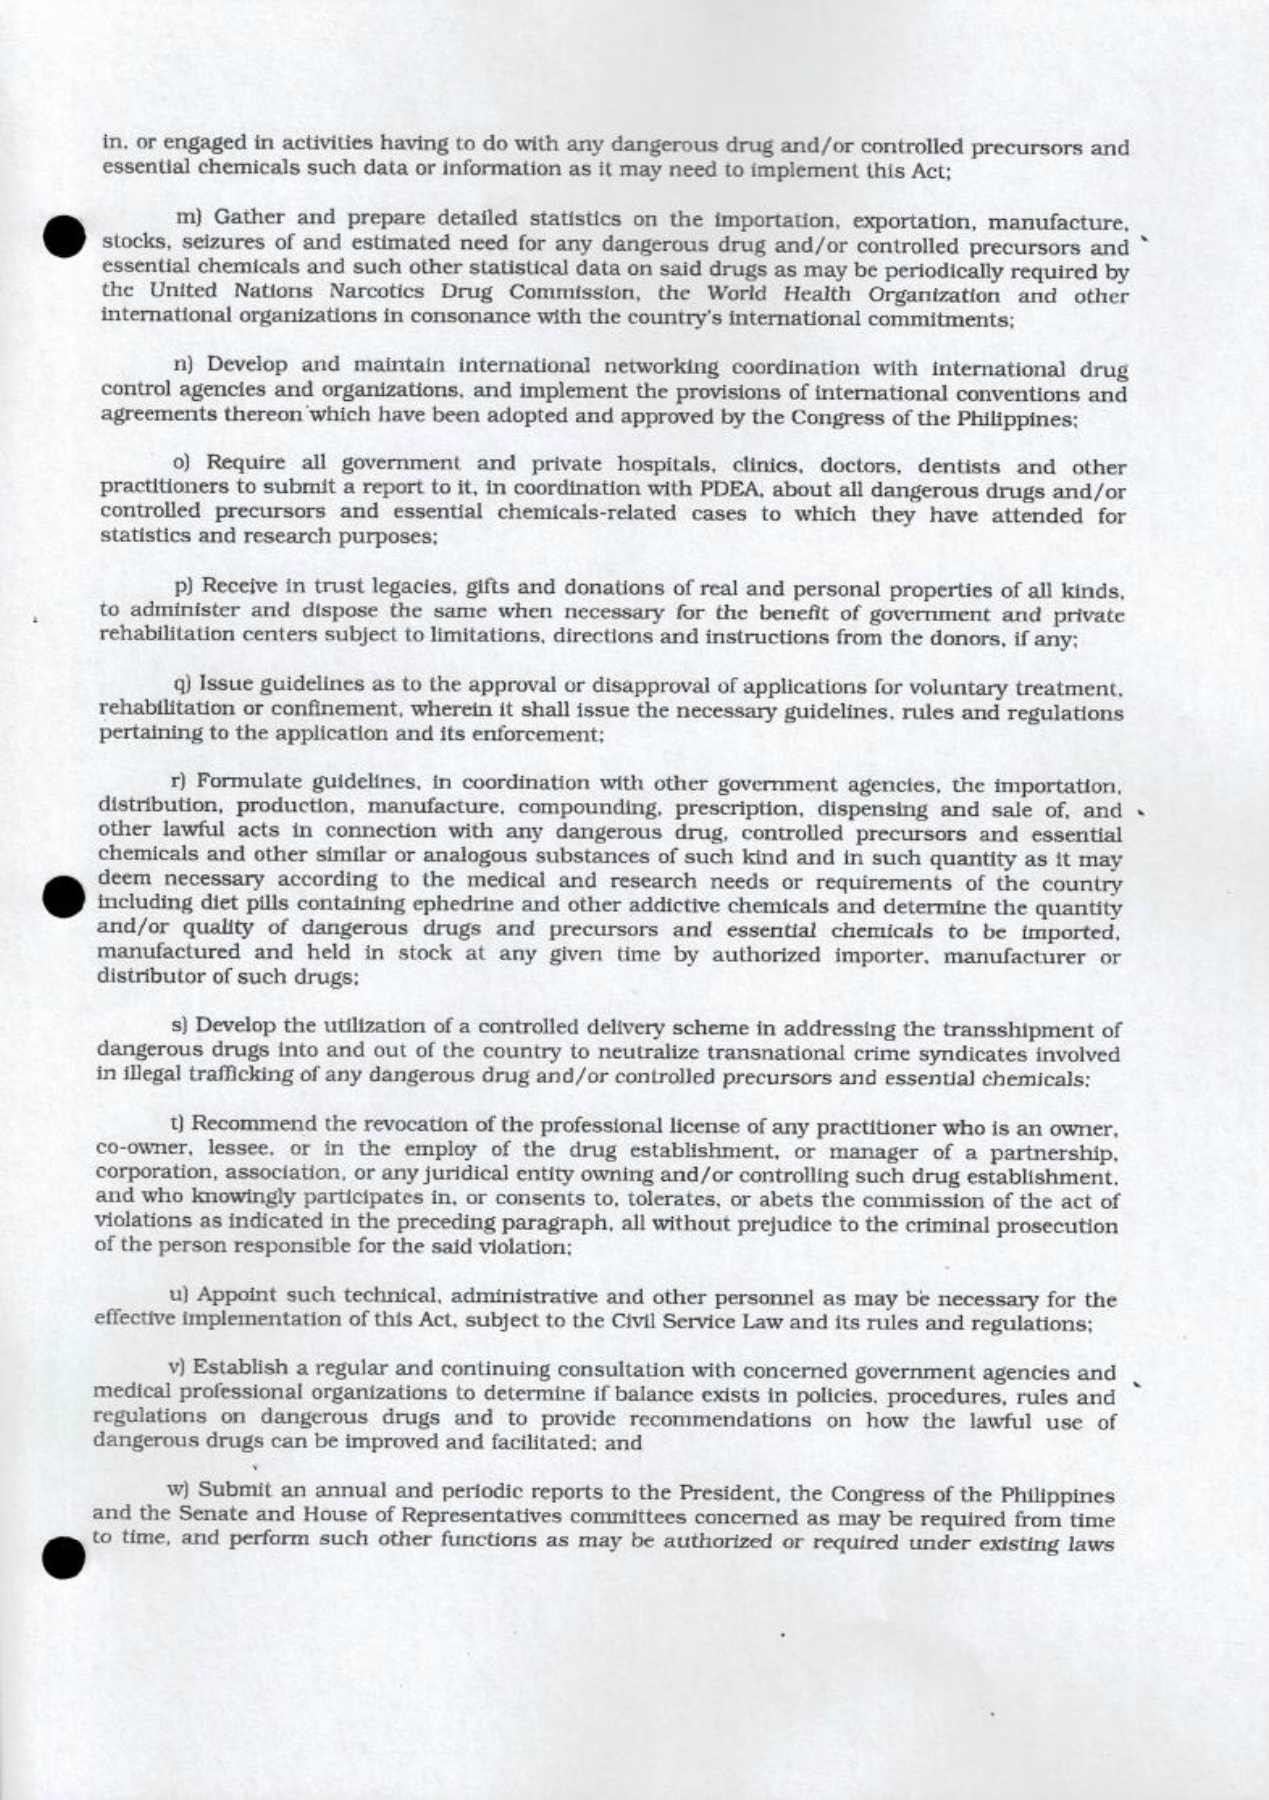 in, or engaged in activities having to do with any dangerous drug and/or controlled precursors and
essential chemicals such data or information as it may need to implement this Act;
m) Gather and prepare detailed statistics on the importation, exportation, manufacture,
stocks, seizures of and estimated need for any dangerous drug and/or controlled precursors and
essential chemicals and such other statistical data on said drugs as may be periodically required by
the United Nations Narcotics Drug Commission, the World Health Organization and other
international organizations in consonance with the country's international commitments;
n) Develop and maintain international networking coordination with international drug
control agencies and organizations, and implement the provisions of international conventions and
agreements thereon which have been adopted and approved by the Congress of the Philippines;
o) Require all government and private hospitals, clinics, doctors, dentists and other
practitioners to submit a report to it, in coordination with PDEA, about all dangerous drugs and/or
controlled precursors and essential chemicals-related cases to which they have attended for
statistics and research purposes;
p) Receive in trust legacies, gifts and donations of real and personal properties of all kinds,
to administer and dispose the same when necessary for the benefit of government and private
rehabilitation centers subject to limitations, directions and instructions from the donors, if any;
q) Issue guidelines as to the approval or disapproval of applications for voluntary treatment,
rehabilitation or confinement, wherein it shall issue the necessary guidelines, rules and regulations
pertaining to the application and its enforcement;
r) Formulate guidelines, in coordination with other government agencies, the importation,
distribution, production, manufacture, compounding, prescription, dispensing and sale of, and
other lawful acts in connection with any dangerous drug, controlled precursors and essential
chemicals and other similar or analogous substances of such kind and in such quantity as it may
deem necessary according to the medical and research needs or requirements of the country
including diet pills containing ephedrine and other addictive chemicals and determine the quantity
and/or quality of dangerous drugs and precursors and essential chemicals to be imported,
manufactured and held in stock at any given time by authorized importer, manufacturer or
distributor of such drugs;
s) Develop the utilization of a controlled delivery scheme in addressing the transshipment of
dangerous drugs into and out of the country to neutralize transnational crime syndicates involved
in illegal trafficking of any dangerous drug and/or controlled precursors and essential chemicals;
t) Recommend the revocation of the professional license of any practitioner who is an owner,
co-owner, lessee, or in the employ of the drug establishment, or manager of a partnership,
corporation, association, or any juridical entity owning and/or controlling such drug establishment,
and who knowingly participates in, or consents to, tolerates, or abets the commission of the act of
violations as indicated in the preceding paragraph, all without prejudice to the criminal prosecution
of the person responsible for the said violation;
u) Appoint such technical, administrative and other personnel as may be necessary for the
effective implementation of this Act, subject to the Civil Service Law and its rules and regulations;
v) Establish a regular and continuing consultation with concerned government agencies and
medical professional organizations to determine if balance exists in policies, procedures, rules and
regulations on dangerous drugs and to provide recommendations on how the lawful use of
dangerous drugs can be improved and facilitated; and
w) Submit an annual and periodic reports to the President, the Congress of the Philippines
and the Senate and House of Representatives committees concerned as may be required from time
to time, and perform such other functions as may be authorized or required under existing laws